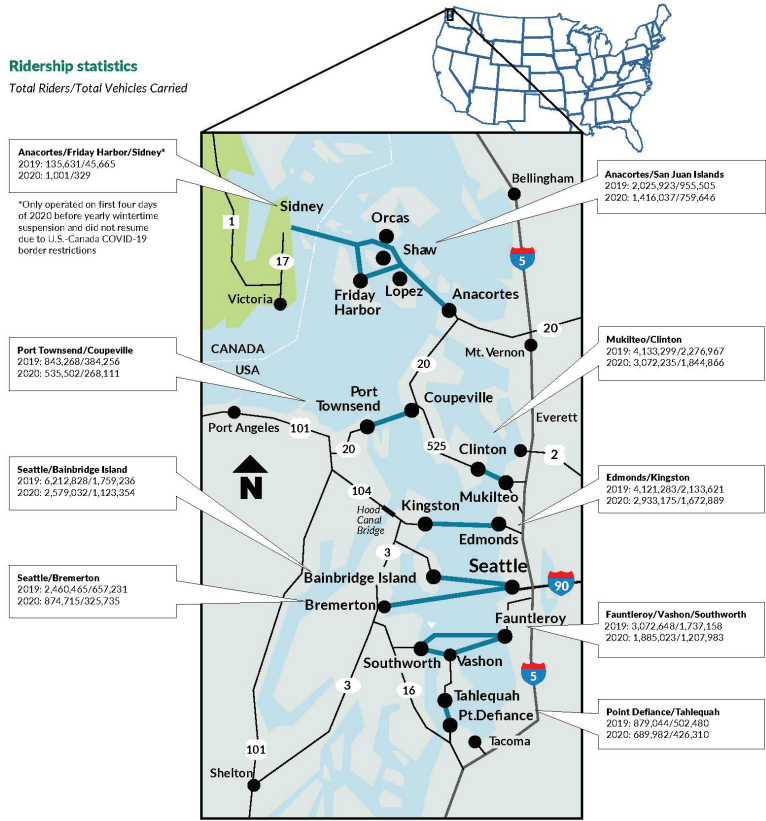 Ridership statistics
Total Riders/Total Vehicles Carried
Anacortes/Friday Harbor/Sidney*
2019: 135,631/45,665
2020: 1,001/329
*Only operated on first four days
of 2020 before yearly wintertime
suspension and did not resume
due to U.S.-Canada COVID-19
border restrictions
Port Townsend/Coupeville
2019: 843,268/384,256
2020: 535,502/268,111
Seattle/Bainbridge Island
2019: 6,212,828/1,759,236
2020: 2,579,032/1,123,354
Seattle/Bremerton
2019: 2,460,465/657,231
2020: 874,715/325,735
Bellingham
Sidney
1
Orcas
Shaw
17
5
Victoria
Friday
Harbor
Lopez
Anacortes
20
CANADA
USA
Mt. Vernon
20
Port
Townsend
Coupeville
Port Angeles
101
20
525
Everett
Clinton
2
Mukilteo
N
104
Hood
Canal
Bridge
Kingston
Edmonds
3
Seattle
Bainbridge Island
90
Bremerton
Fauntleroy
Southworth
Vashon
5
3
16
Tahlequah
Pt.Defiance
Tacoma
101
Shelton
Anacortes/San Juan Islands
2019: 2,025,923/955,505
2020: 1,416,037/759,646
Mukilteo/Clinton
2019: 4,133,299/2,276,967
2020: 3,072,235/1,844,866
Edmonds/Kingston
2019: 4,121,283/2,133,621
2020: 2,933,175/1,672,889
Fauntleroy/Vashon/Southworth
2019: 3,072,648/1,737,158
2020: 1,885,023/1,207,983
Point Defiance/Tahlequah
2019: 879,044/502,480
2020: 689,982/426,310